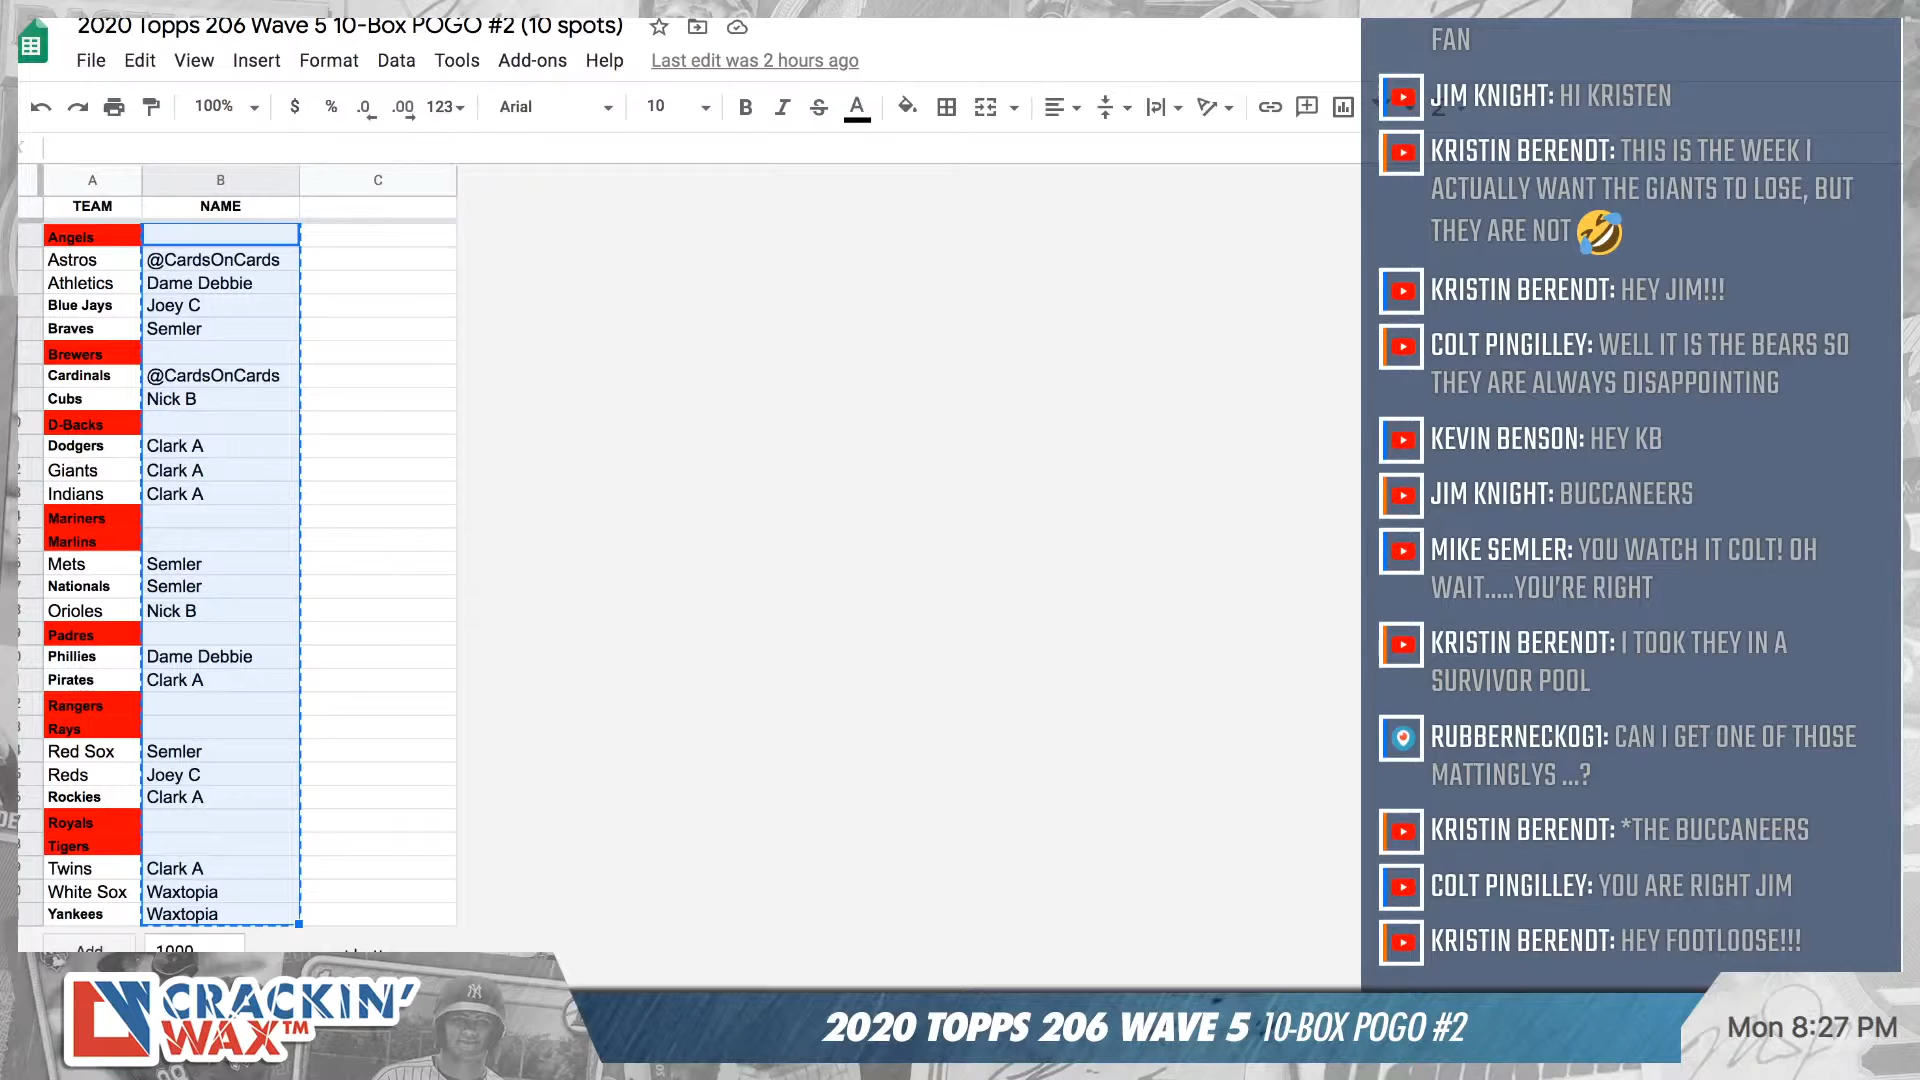 2020 Topps 206 Wave 5 10-Box POGO #2 (10 spots)
File Edit View Insert Format Data Tools Add-ons Help Last edit was 2 hours ago
100% $ % .0 .00 123 Arial 10 B I S A
A B C
TEAM NAME
Angels
Astros @CardsOnCards
Athletics Dame Debbie
Blue Jays Joey C
Braves Semler
Brewers
Cardinals @CardsOnCards
Cubs Nick B
D-Backs
Dodgers Clark A
Giants Clark A
Indians Clark A
Mariners
Marlins
Mets Semler
Nationals Semler
Orioles Nick B
Padres
Phillies Dame Debbie
Pirates Clark A
Rangers
Rays
Red Sox Semler
Reds Joey C
Rockies Clark A
Royals
Tigers
Twins Clark A
White Sox Waxtopia
Yankees Waxtopia
Add 1000
FAN
JIM KNIGHT: HI KRISTEN
KRISTIN BERENDT: THIS IS THE WEEK I
ACTUALLY WANT THE GIANTS TO LOSE, BUT
THEY ARE NOT 🤣
KRISTIN BERENDT: HEY JIM!!!
COLT PINGILLEY: WELL IT IS THE BEARS SO
THEY ARE ALWAYS DISAPPOINTING
KEVIN BENSON: HEY KB
JIM KNIGHT: BUCCANEERS
MIKE SEMLER: YOU WATCH IT COLT! OH
WAIT.....YOU'RE RIGHT
KRISTIN BERENDT: I TOOK THEY IN A
SURVIVOR POOL
RUBBERNECKOG1: CAN I GET ONE OF THOSE
MATTINGLYS ...?
KRISTIN BERENDT: *THE BUCCANEERS
COLT PINGILLEY: YOU ARE RIGHT JIM
KRISTIN BERENDT: HEY FOOTLOOSE!!!
CRACKIN'
WAX™
2020 TOPPS 206 WAVE 5 10-BOX POGO #2
Mon 8:27 PM